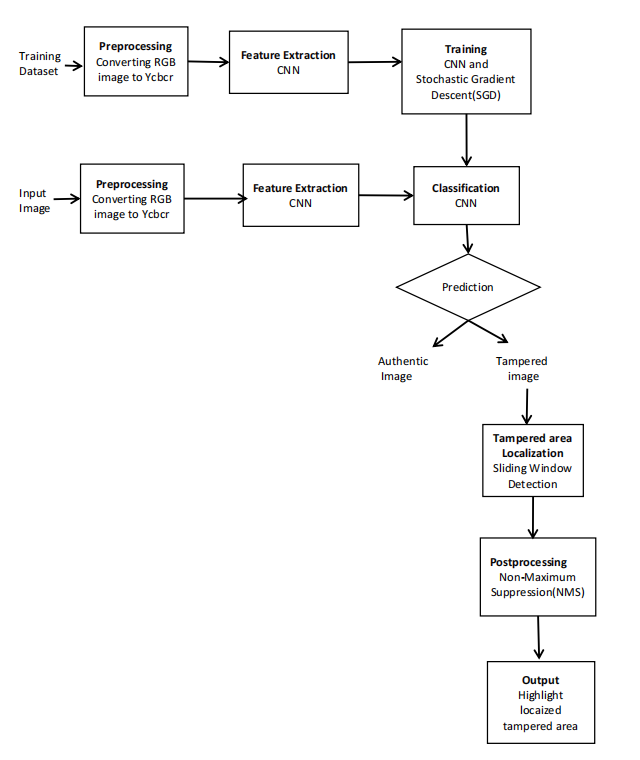 Training
Dataset
Preprocessing
Converting RGB
image to Ycbcr
Feature Extraction
CNN
Training
CNN and
Stochastic Gradient
Descent(SGD)
Input
Image
Preprocessing
Converting RGB
image to Ycbcr
Feature Extraction
CNN
Classification
CNN
Prediction
Authentic
Image
Tampered
image
Tampered area
Localization
Sliding Window
Detection
Postprocessing
Non-Maximum
Suppression(NMS)
Output
Highlight
locaized
tampered area